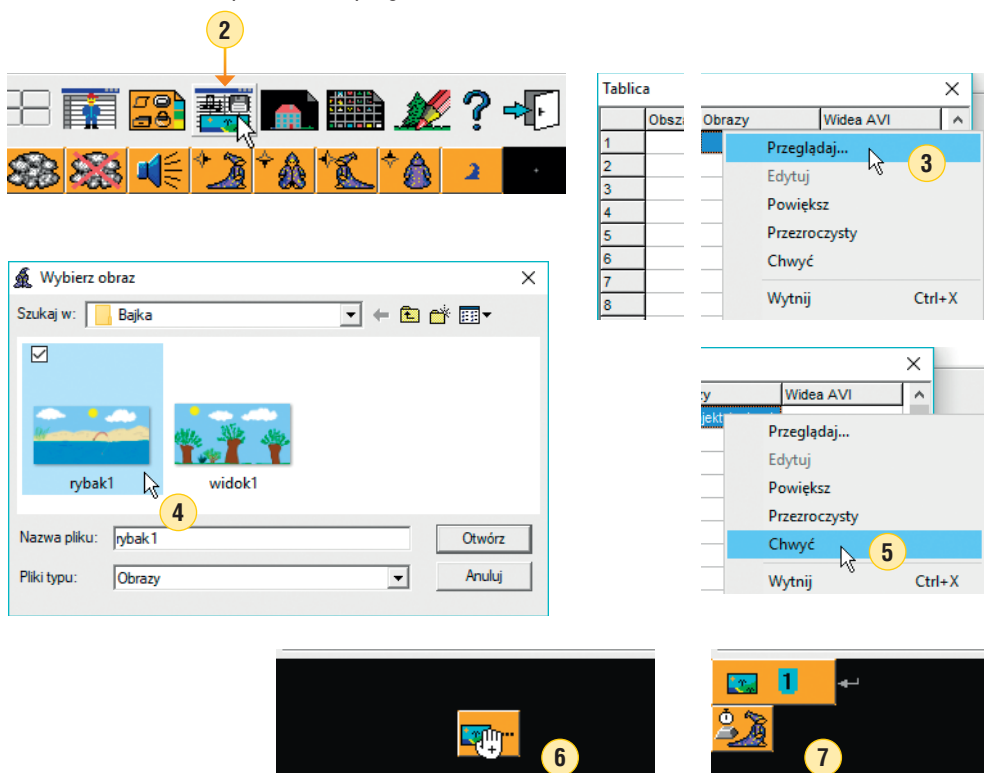 2
Tablica
Obsza Obrazy Widea AVI
1
2
3
4
5
6
7
8
Przeglądaj...
Edytuj
Powiększ
Przezroczysty
Chwyć
Wytnij Ctrl+X
3
Wybierz obraz
Szukaj w: Bajka
rybak1 widok1
4
Nazwa pliku: rybak1 Otwórz
Pliki typu: Obrazy Anuluj
Widea AVI
Przeglądaj...
Edytuj
Powiększ
Przezroczysty
Chwyć
5
Wytnij Ctrl+X
6
1
7